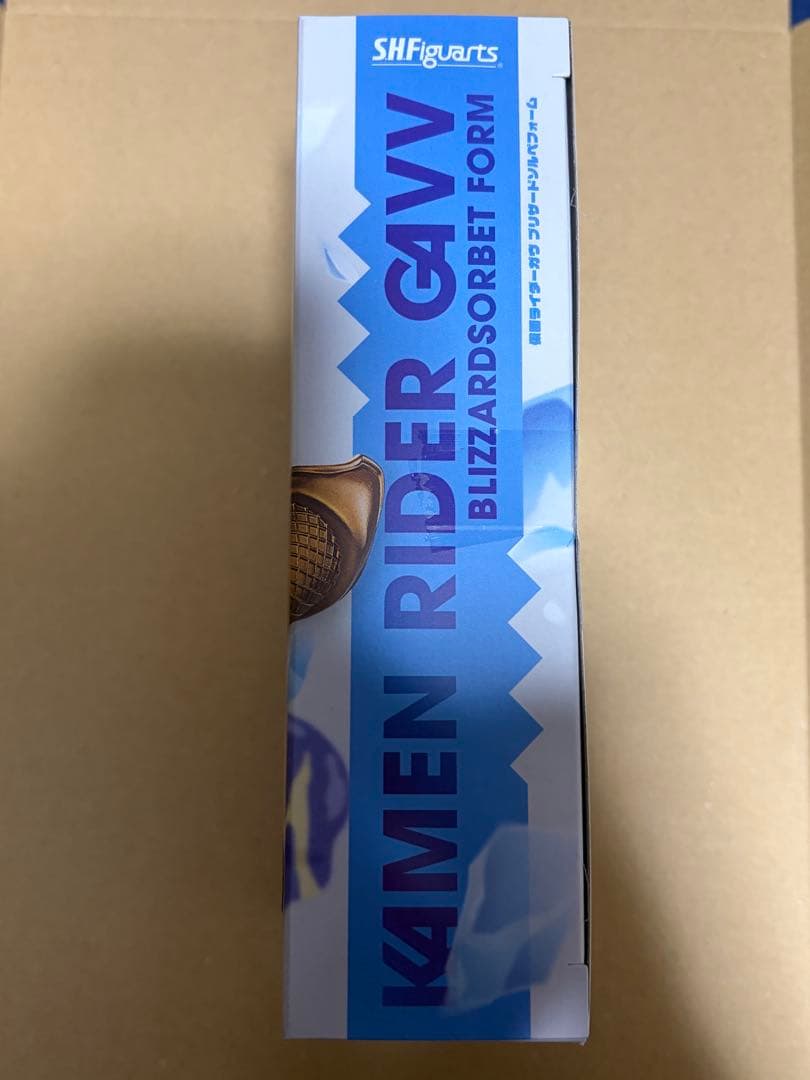 S.H.Figuarts
KAMEN RIDER GAVV
BLIZZARDSORBET FORM
仮面ライダーガヴ ブリザードソルベフォーム